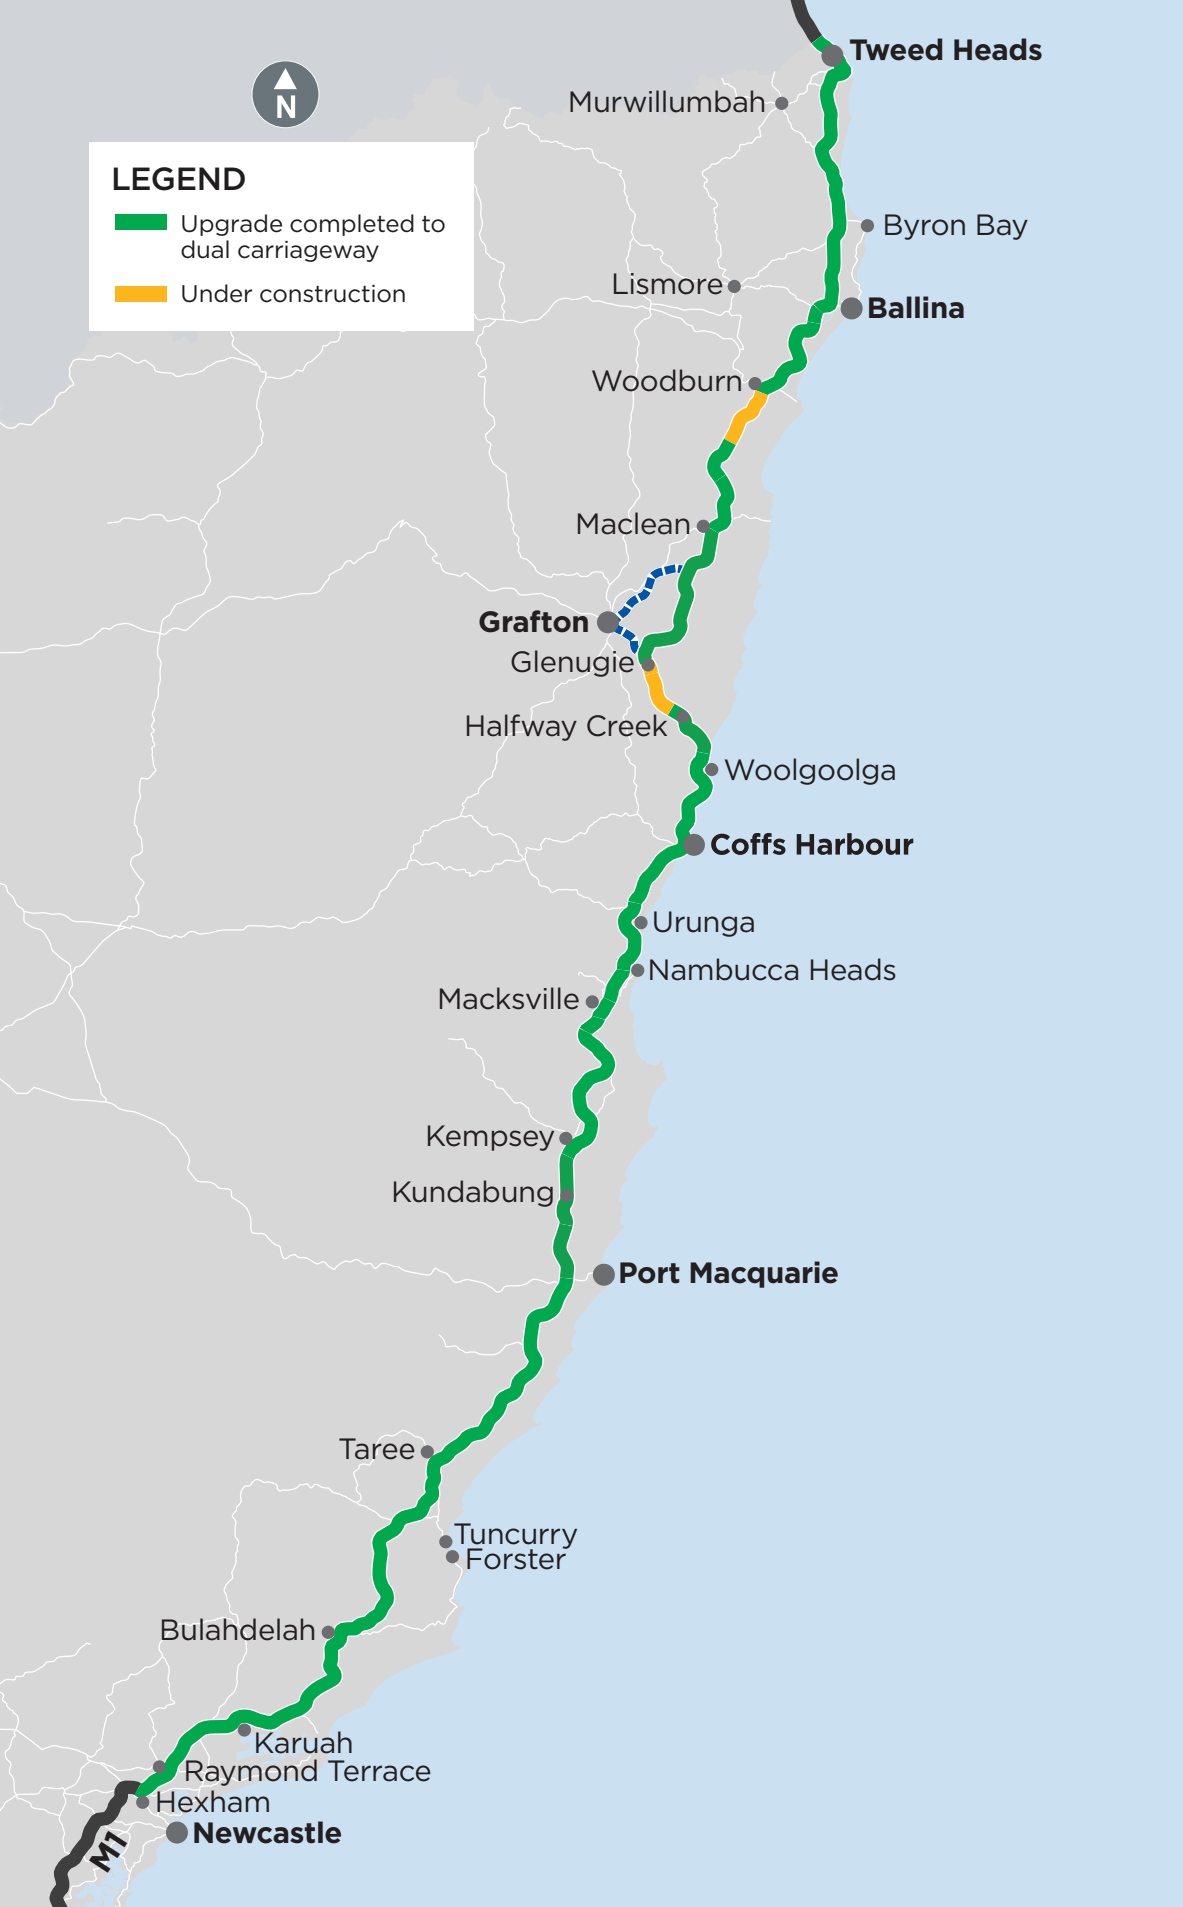 Tweed Heads
N
Murwillumbah
LEGEND
Upgrade completed to
dual carriageway
Under construction
Byron Bay
Lismore
Ballina
Woodburn
Maclean
Grafton
Glenugie
Halfway Creek
Woolgoolga
Coffs Harbour
Urunga
Nambucca Heads
Macksville
Kempsey
Kundabung
Port Macquarie
Taree
Tuncurry
Forster
Bulahdelah
Karuah
Raymond Terrace
Hexham
Newcastle
M1